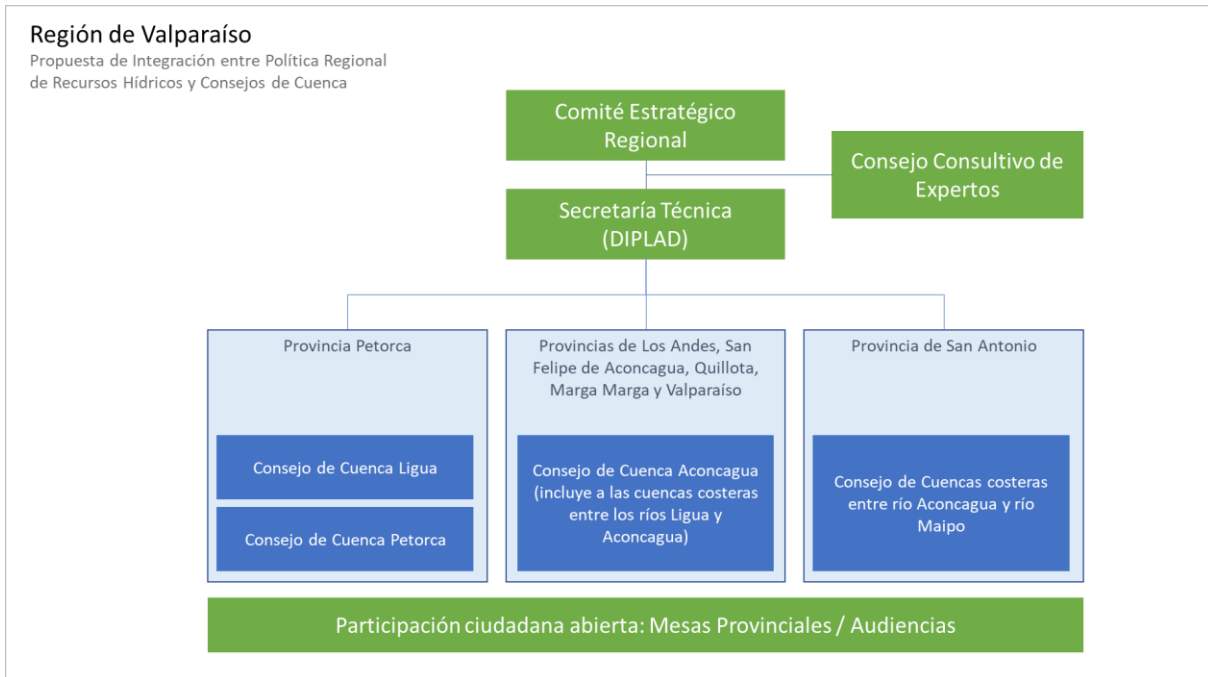 Región de Valparaíso
Propuesta de Integración entre Política Regional
de Recursos Hídricos y Consejos de Cuenca
Comité Estratégico
Regional
Consejo Consultivo de
Expertos
Secretaría Técnica
(DIPLAD)
Provincia Petorca
Consejo de Cuenca Ligua
Consejo de Cuenca Petorca
Provincias de Los Andes, San
Felipe de Aconcagua, Quillota,
Marga Marga y Valparaíso
Consejo de Cuenca Aconcagua
(incluye a las cuencas costeras
entre los ríos Ligua y
Aconcagua)
Provincia de San Antonio
Consejo de Cuencas costeras
entre río Aconcagua y río
Maipo
Participación ciudadana abierta: Mesas Provinciales / Audiencias